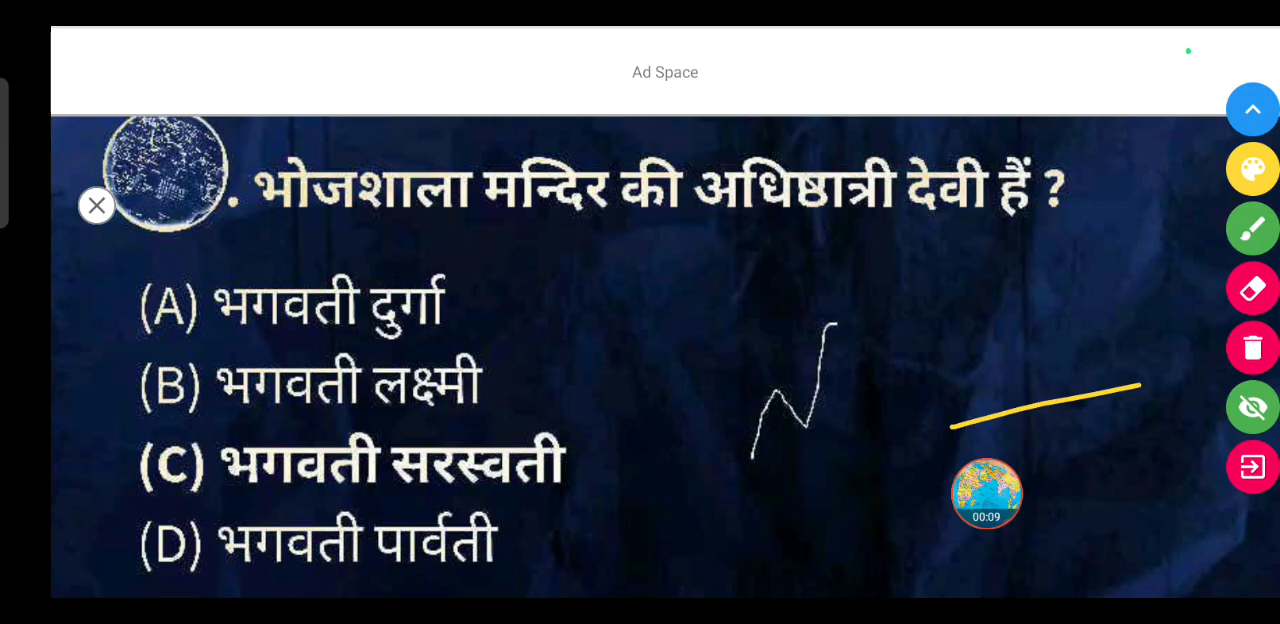 Ad Space
. भोजशाला मन्दिर की अधिष्ठात्री देवी हैं ?
(A) भगवती दुर्गा
(B) भगवती लक्ष्मी
(C) भगवती सरस्वती
(D) भगवती पार्वती
00:09